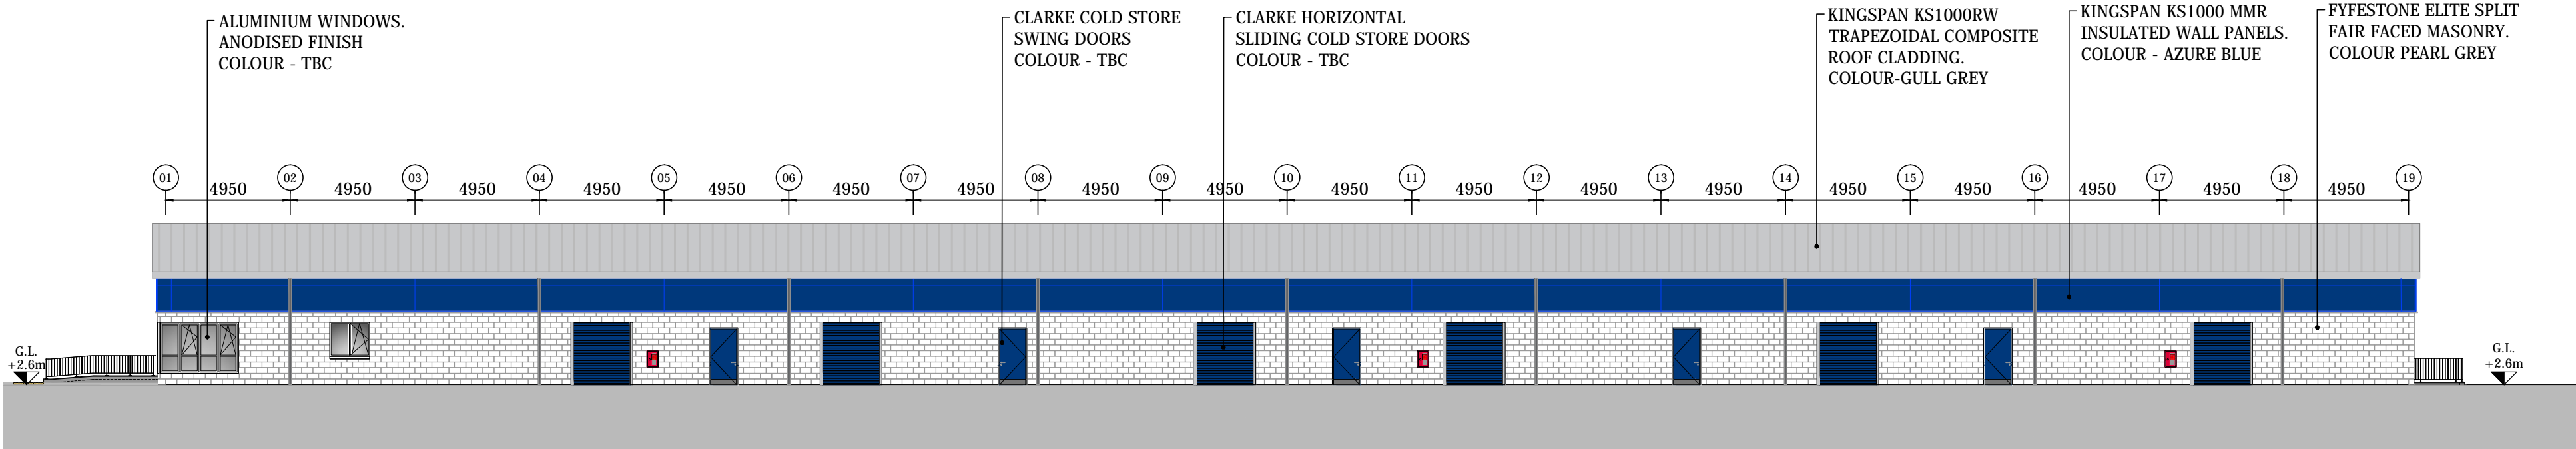 ALUMINIUM WINDOWS.
ANODISED FINISH
COLOUR - TBC
CLARKE COLD STORE
SWING DOORS
COLOUR - TBC
CLARKE HORIZONTAL
SLIDING COLD STORE DOORS
COLOUR - TBC
KINGSPAN KS1000RW
TRAPEZOIDAL COMPOSITE
ROOF CLADDING.
COLOUR-GULL GREY
KINGSPAN KS1000 MMR
INSULATED WALL PANELS.
COLOUR - AZURE BLUE
FYFESTONE ELITE SPLIT
FAIR FACED MASONRY.
COLOUR PEARL GREY
01 02 03 04 05 06 07 08 09 10 11 12 13 14 15 16 17 18 19
4950 4950 4950 4950 4950 4950 4950 4950 4950 4950 4950 4950 4950 4950 4950 4950 4950 4950
G.L.
+2.6m
G.L.
+2.6m